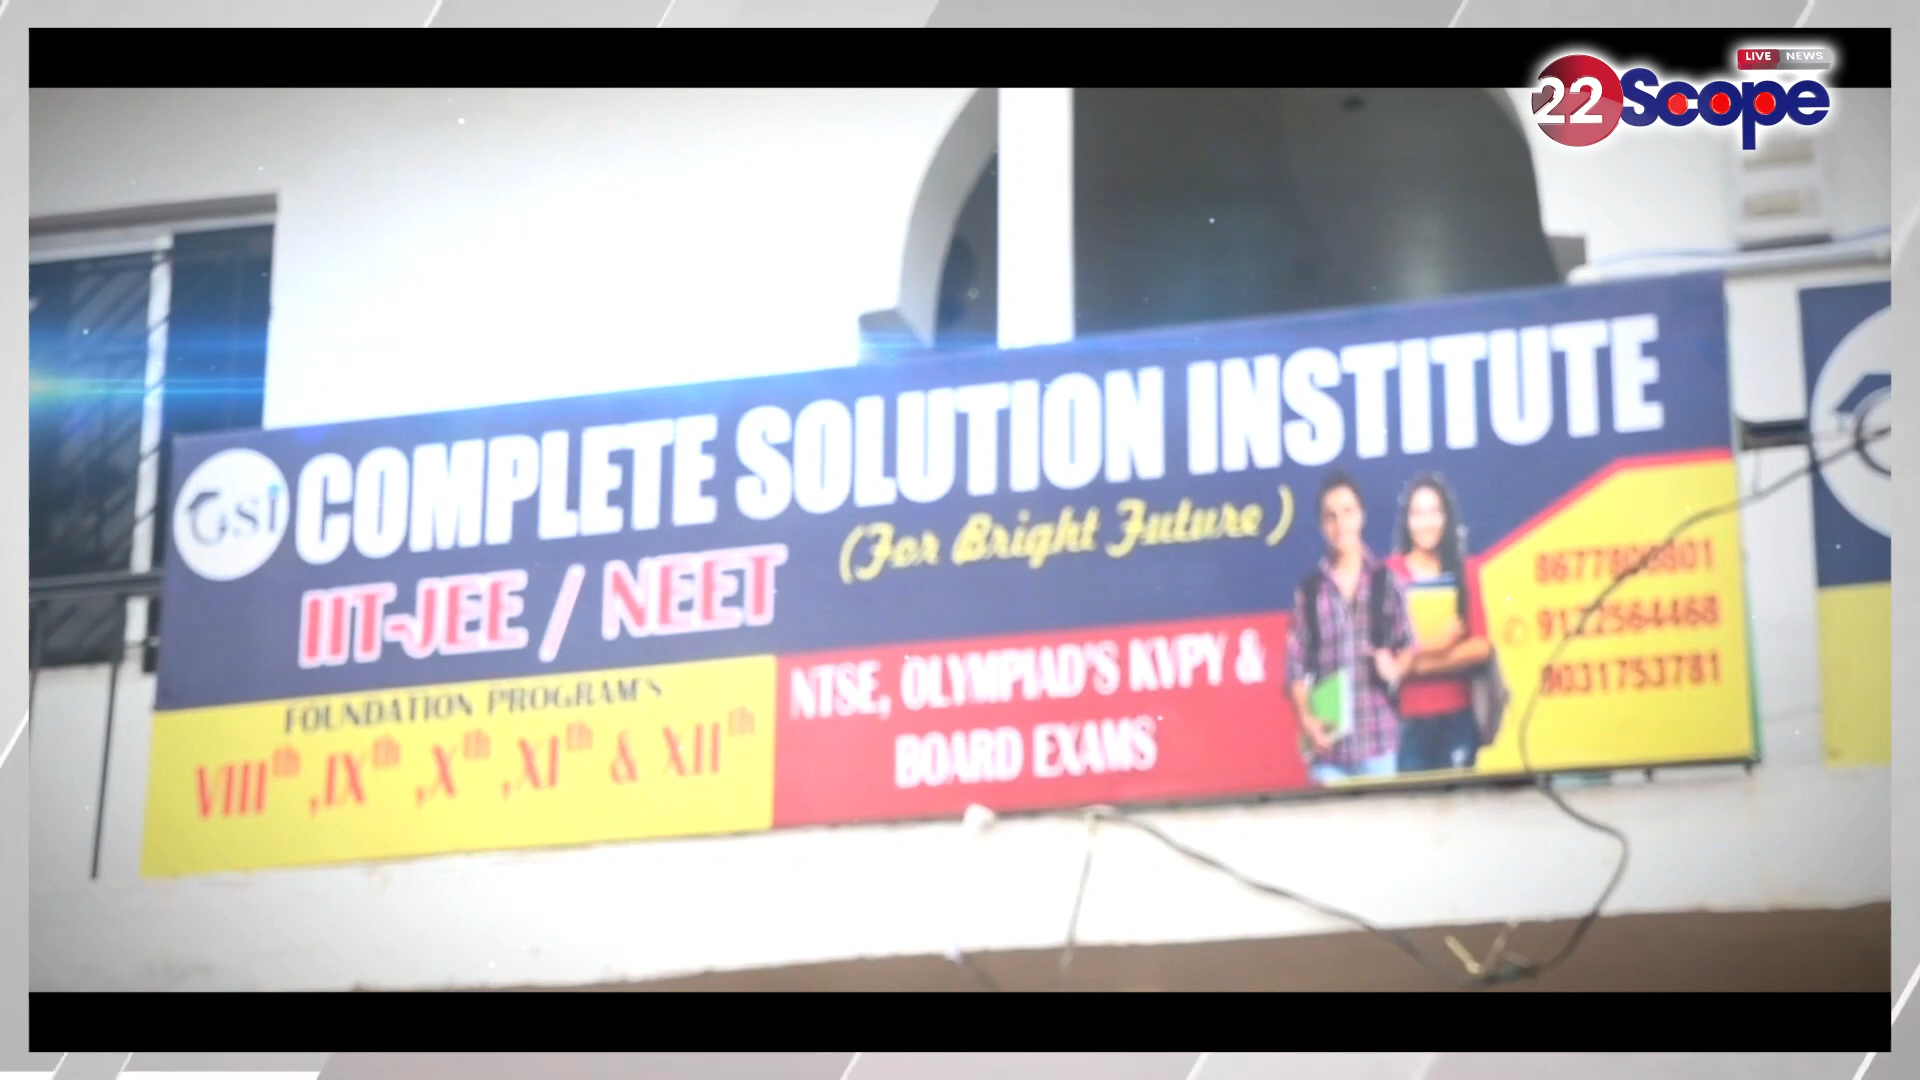 LIVE NEWS
22Scope
CSI COMPLETE SOLUTION INSTITUTE
(For Bright Future)
IIT-JEE / NEET
FOUNDATION PROGRAM'S
VIIIth ,IXth ,Xth ,XIth & XIIth
NTSE, OLYMPIAD'S KVPY &
BOARD EXAMS
9122564468